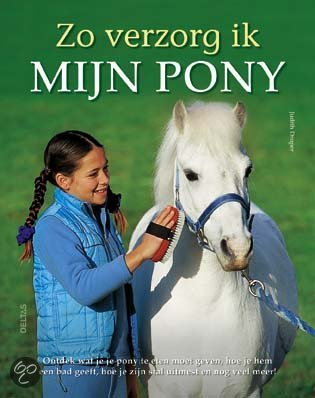 Zo verzorg ik
MIJN PONY
Judith Draper
DELTAS
Ontdek wat je je pony te eten moet geven, hoe je hem
een bad geeft, hoe je zijn stal uitmest en nog veel meer!